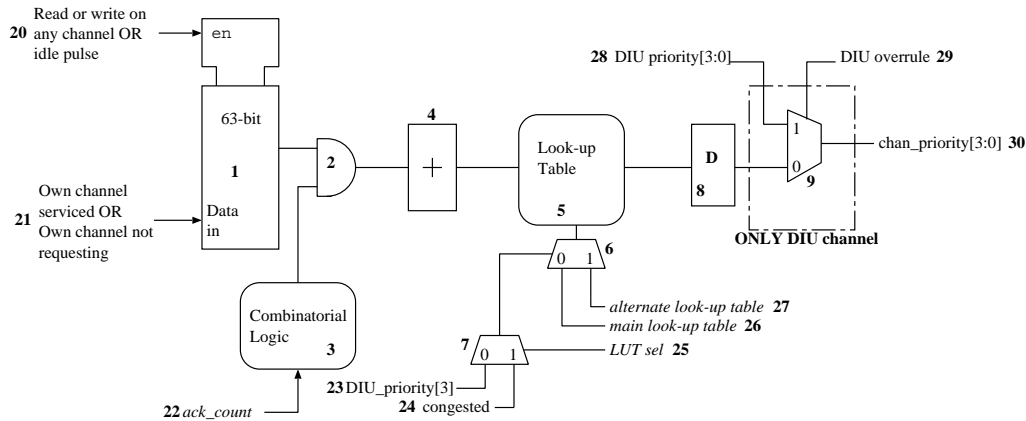 Read or write on
20 any channel OR
idle pulse
en
28 DIU priority[3:0]
DIU overrule 29
63-bit
1
2
4
Look-up
Table
5
D
8
1
0
9
chan_priority[3:0] 30
ONLY DIU channel
Own channel
21 serviced OR
Own channel not
requesting
Data
in
0 1
6
Combinatorial
Logic
3
alternate look-up table 27
main look-up table 26
7
0 1
LUT sel 25
23 DIU_priority[3]
24 congested
22 ack_count
+